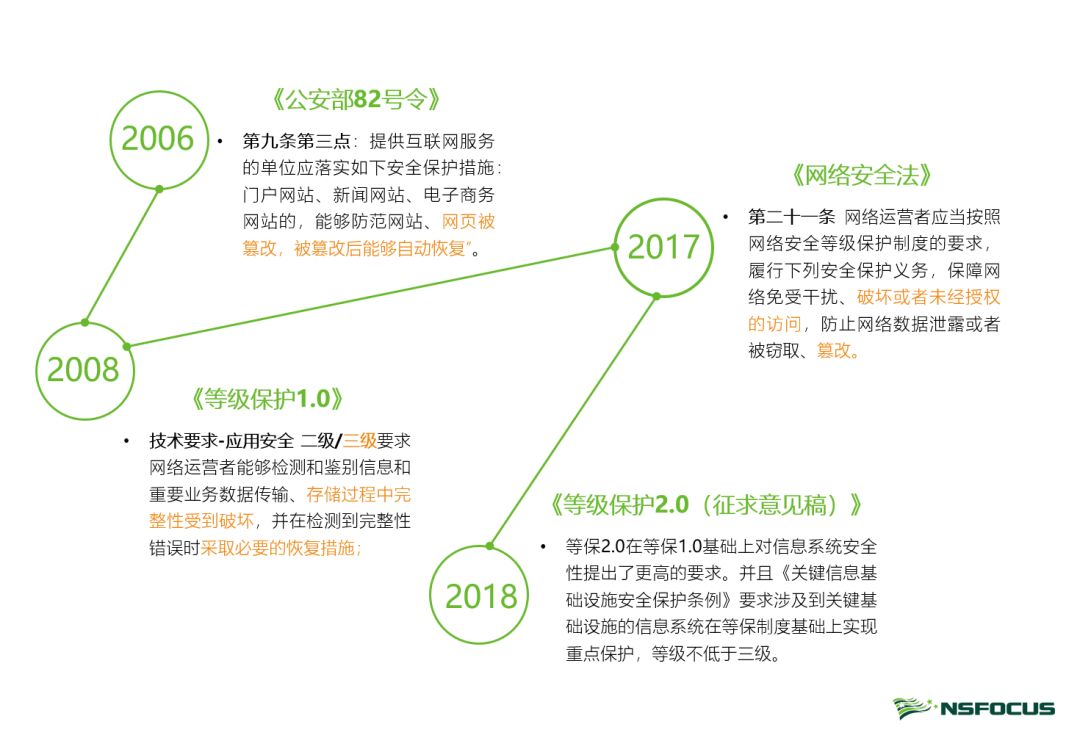 2006
《公安部82号令》
• 第九条第三点：提供互联网服务
的单位应落实如下安全保护措施：
门户网站、新闻网站、电子商务
网站的，能够防范网站、网页被
篡改，被篡改后能够自动恢复”。
2008
《等级保护1.0》
• 技术要求-应用安全 二级/三级要求
网络运营者能够检测和鉴别信息和
重要业务数据传输、存储过程中完
整性受到破坏，并在检测到完整性
错误时采取必要的恢复措施；
2017
《网络安全法》
• 第二十一条 网络运营者应当按照
网络安全等级保护制度的要求，
履行下列安全保护义务，保障网
络免受干扰、破坏或者未经授权
的访问，防止网络数据泄露或者
被窃取、篡改。
2018
《等级保护2.0（征求意见稿）》
• 等保2.0在等保1.0基础上对信息系统安全
性提出了更高的要求。并且《关键信息基
础设施安全保护条例》要求涉及到关键基
础设施的信息系统在等保制度基础上实现
重点保护，等级不低于三级。
NSFOCUS